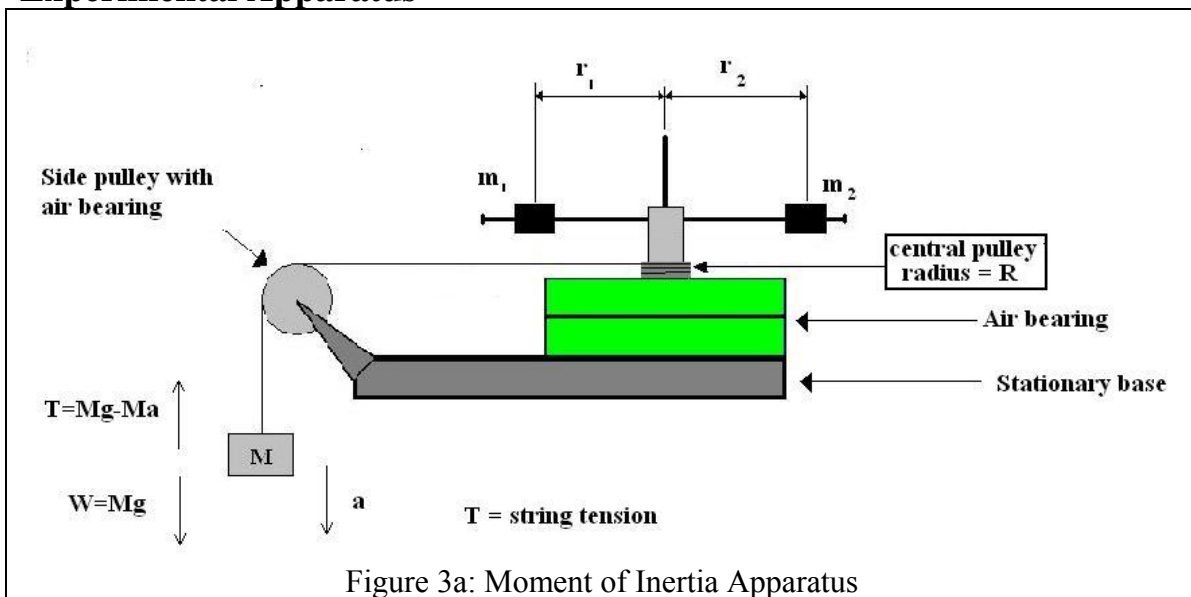 Experimental Apparatus
r₁
r₂
Side pulley with
air bearing
m₁
m₂
central pulley
radius = R
Air bearing
Stationary base
T=Mg-Ma
M
W=Mg
a
T = string tension
Figure 3a: Moment of Inertia Apparatus